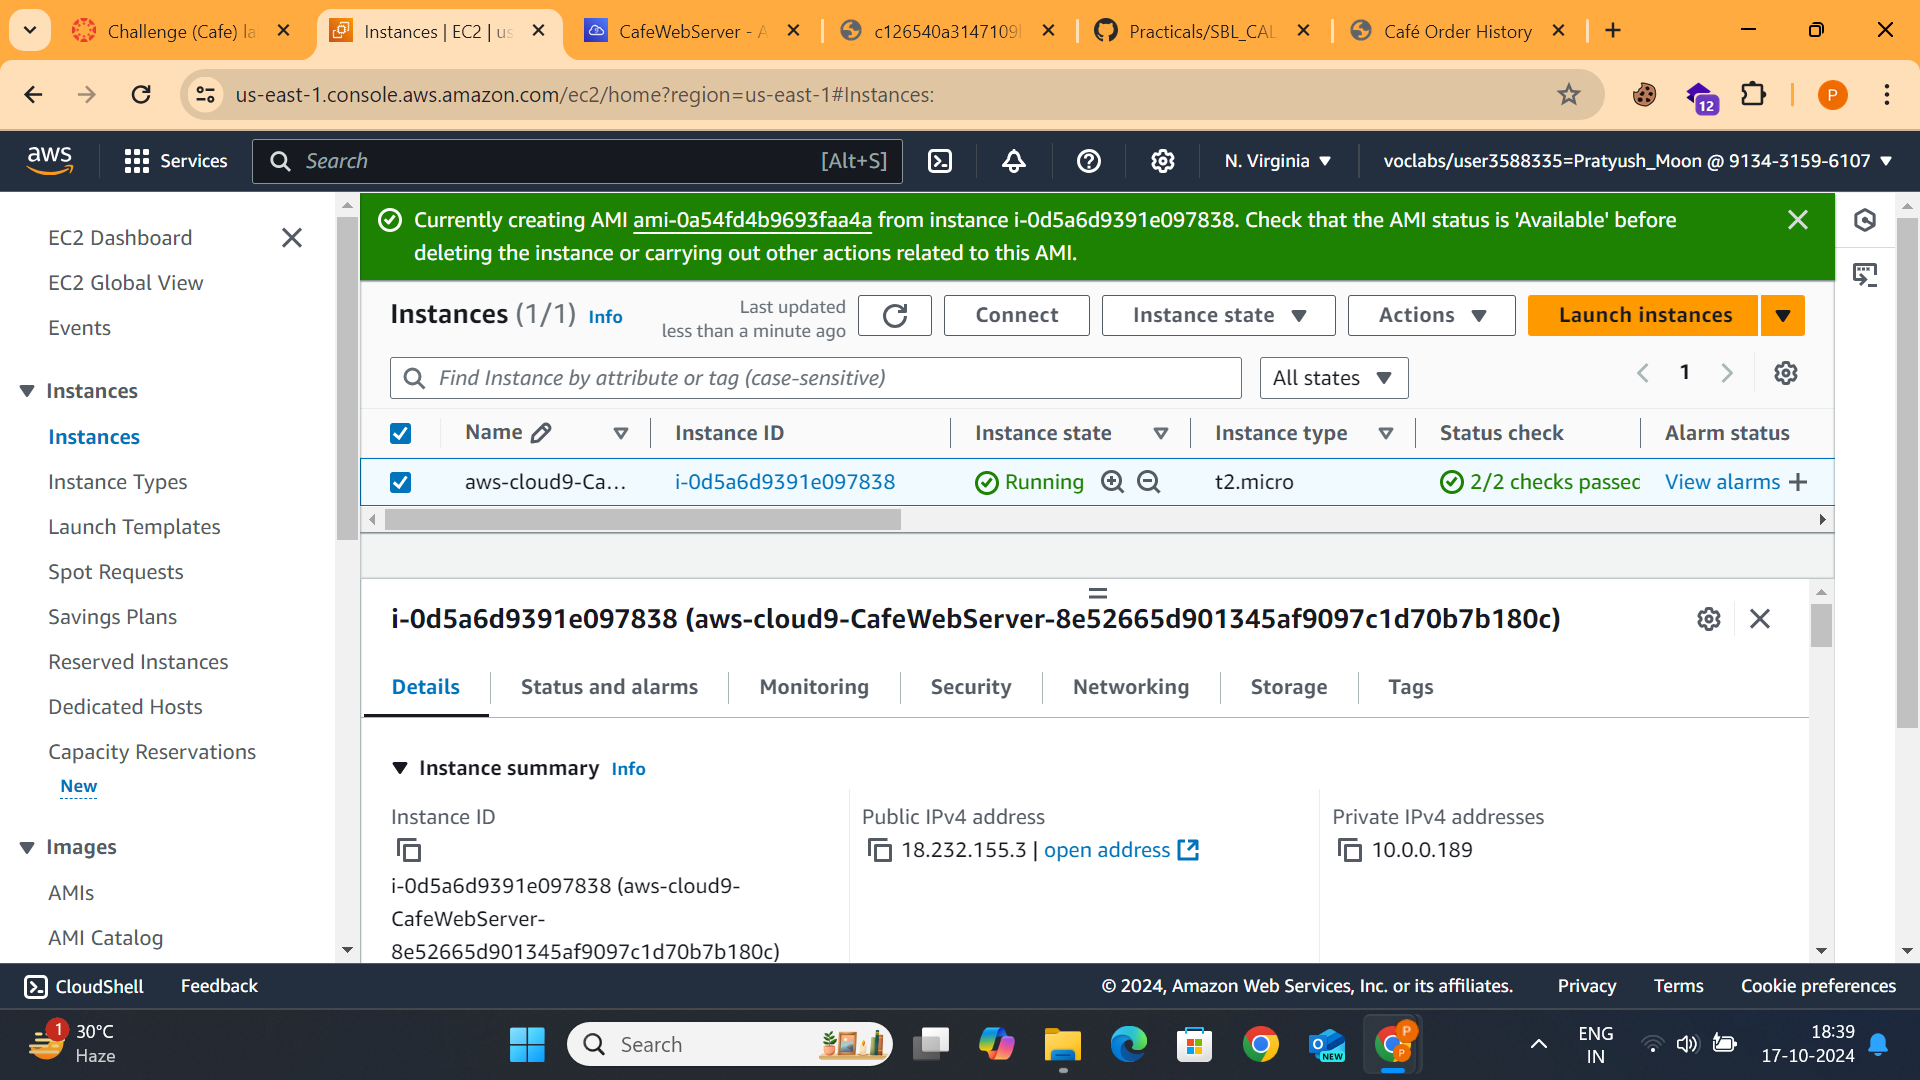 Challenge (Cafe) la
Instances | EC2 | us
CafeWebServer - A
c126540a3147109
Practicals/SBL_CAL
Café Order History
us-east-1.console.aws.amazon.com/ec2/home?region=us-east-1#Instances:
12
P
aws
Services
Search
[Alt+S]
N. Virginia
voclabs/user3588335=Pratyush_Moon @ 9134-3159-6107
EC2 Dashboard
EC2 Global View
Events
Instances
Instances
Instance Types
Launch Templates
Spot Requests
Savings Plans
Reserved Instances
Dedicated Hosts
Capacity Reservations
New
Images
AMIs
AMI Catalog
Currently creating AMI ami-0a54fd4b9693faa4a from instance i-0d5a6d9391e097838. Check that the AMI status is 'Available' before
deleting the instance or carrying out other actions related to this AMI.
Instances (1/1) Info
Last updated
less than a minute ago
Connect
Instance state
Actions
Launch instances
Find Instance by attribute or tag (case-sensitive)
All states
1
Name
Instance ID
Instance state
Instance type
Status check
Alarm status
aws-cloud9-Ca...
i-0d5a6d9391e097838
Running
t2.micro
2/2 checks passed
View alarms
i-0d5a6d9391e097838 (aws-cloud9-CafeWebServer-8e52665d901345af9097c1d70b7b180c)
Details
Status and alarms
Monitoring
Security
Networking
Storage
Tags
Instance summary Info
Instance ID
i-0d5a6d9391e097838 (aws-cloud9-
CafeWebServer-
8e52665d901345af9097c1d70b7b180c)
Public IPv4 address
18.232.155.3 | open address
Private IPv4 addresses
10.0.0.189
CloudShell
Feedback
© 2024, Amazon Web Services, Inc. or its affiliates.
Privacy
Terms
Cookie preferences
1
30°C
Haze
Search
NEW
P
P
ENG
IN
18:39
17-10-2024